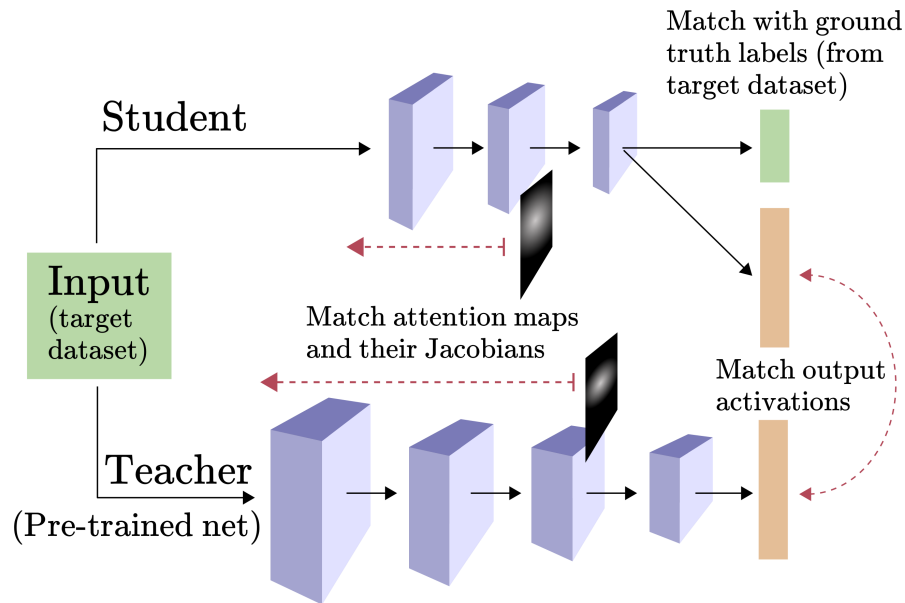 Match with ground
truth labels (from
target dataset)
Student
Input
(target
dataset)
Match attention maps
and their Jacobians
Match output
activations
Teacher
(Pre-trained net)